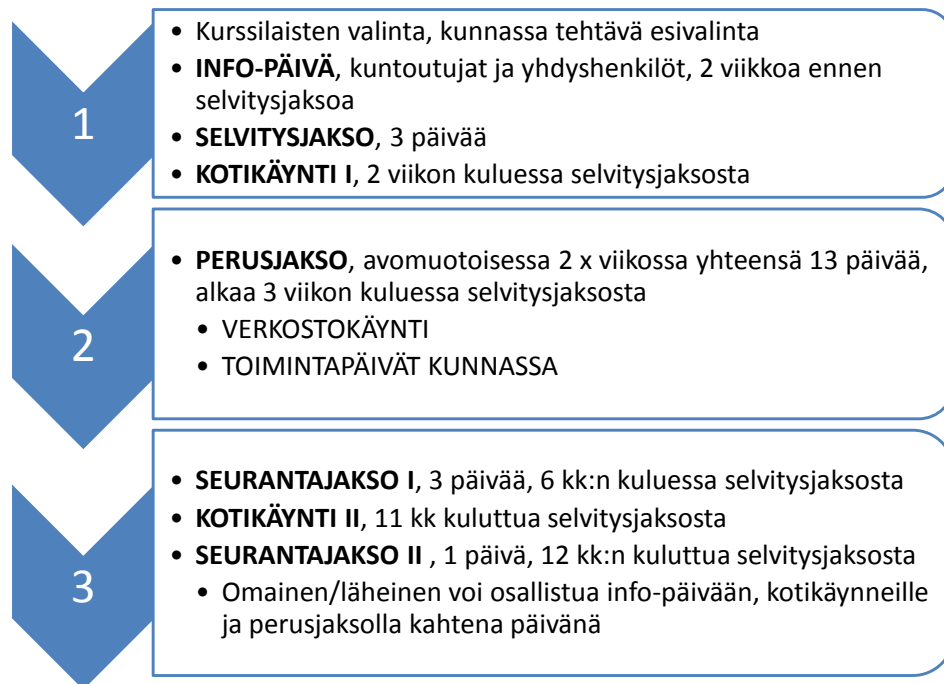 1
• Kurssilaisten valinta, kunnassa tehtävä esivalinta
• INFO-PÄIVÄ, kuntoutujat ja yhdyshenkilöt, 2 viikkoa ennen
selvitysjaksoa
• SELVITYSJAKSO, 3 päivää
• KOTIKÄYNTI I, 2 viikon kuluessa selvitysjaksosta
2
• PERUSJAKSO, avomuotoisessa 2 x viikossa yhteensä 13 päivää,
alkaa 3 viikon kuluessa selvitysjaksosta
• VERKOSTOKÄYNTI
• TOIMINTAPÄIVÄT KUNNASSA
3
• SEURANTAJAKSO I, 3 päivää, 6 kk:n kuluessa selvitysjaksosta
• KOTIKÄYNTI II, 11 kk kuluttua selvitysjaksosta
• SEURANTAJAKSO II , 1 päivä, 12 kk:n kuluttua selvitysjaksosta
• Omainen/läheinen voi osallistua info-päivään, kotikäynneille
ja perusjaksolla kahtena päivänä